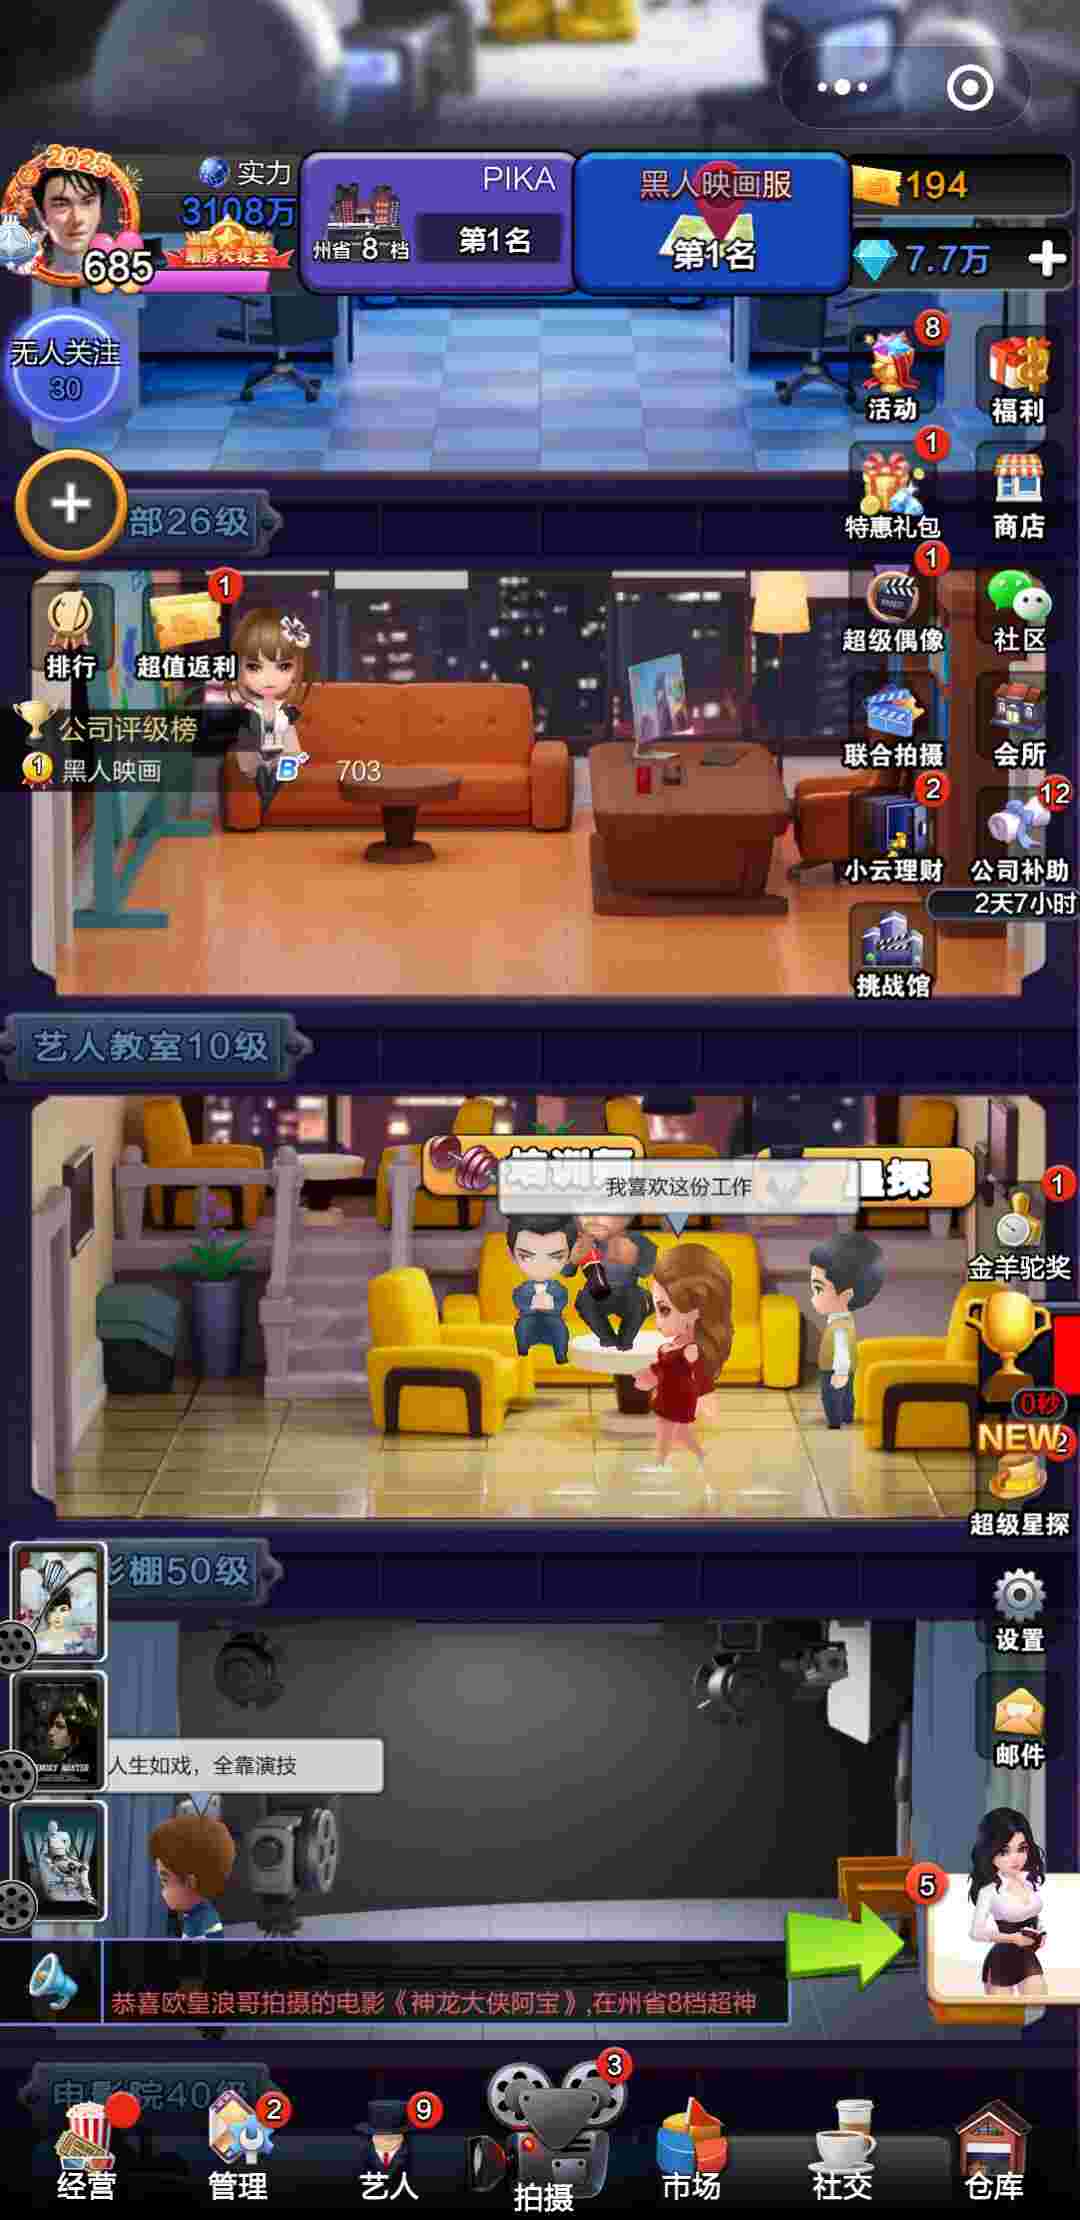 2025
实力
3108万
685
票房大卖王
PIKA
州省 8 档
第1名
黑人映画服
第1名
194
7.7万
无人关注
30
8
活动
福利
部26级
1
特惠礼包
商店
排行
1
超值返利
1
超级偶像
社区
公司评级榜
1
黑人映画
703
联合拍摄
会所
2
小云理财
12
公司补助
2天7小时
挑战馆
艺人教室10级
我喜欢这份工作
星探
1
金羊驼奖
0秒
NEW
2
超级星探
影棚50级
设置
邮件
人生如戏，全靠演技
5
恭喜欧皇浪哥拍摄的电影《神龙大侠阿宝》,在州省8档超神
电影院40级
经营
2
管理
9
艺人
3
拍摄
市场
社交
仓库